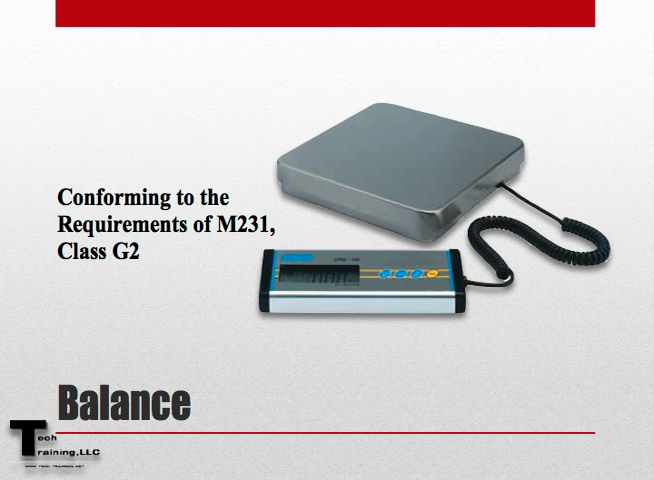 Conforming to the
Requirements of M231,
Class G2
Balance
Tech
Training,LLC